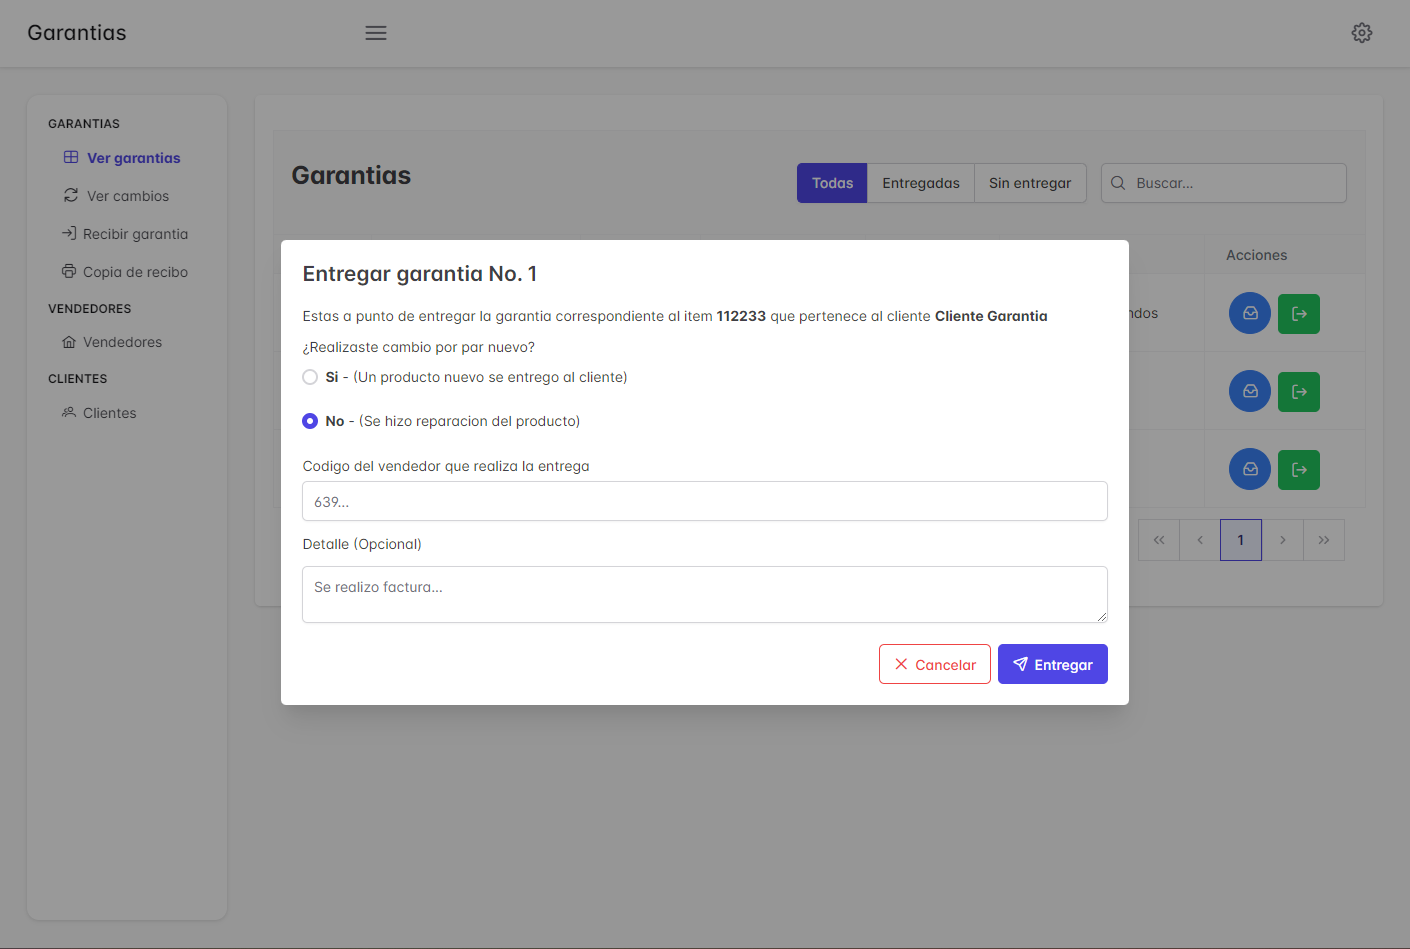 Garantias
GARANTIAS
Ver garantias
Ver cambios
Recibir garantia
Copia de recibo
VENDEDORES
Vendedores
CLIENTES
Clientes
Garantias
Todas
Entregadas
Sin entregar
Buscar...
Acciones
Entregar garantia No. 1
Estas a punto de entregar la garantia correspondiente al item 112233 que pertenece al cliente Cliente Garantia
¿Realizaste cambio por par nuevo?
Si - (Un producto nuevo se entrego al cliente)
No - (Se hizo reparacion del producto)
Codigo del vendedor que realiza la entrega
639...
Detalle (Opcional)
Se realizo factura...
Cancelar
Entregar
1